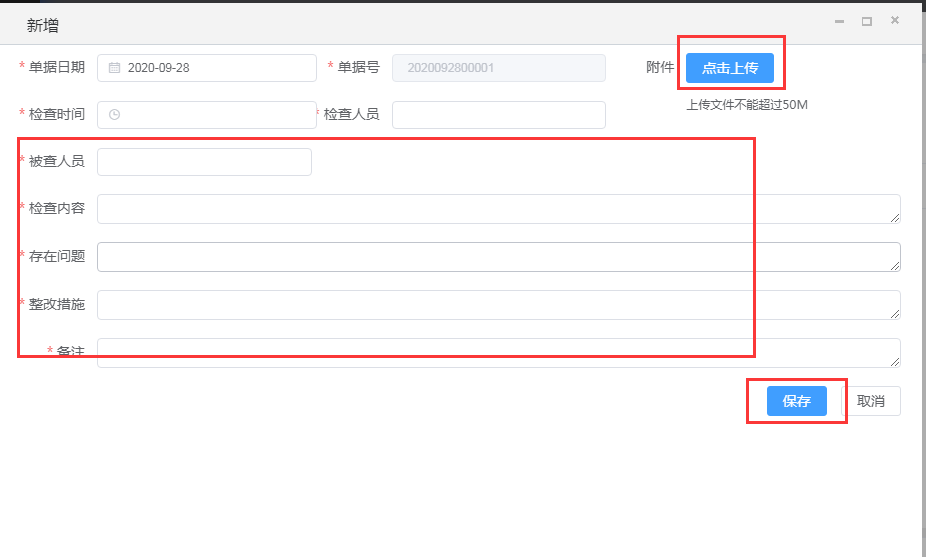 新增
* 单据日期 2020-09-28 * 单据号 2020092800001 附件 点击上传
上传文件不能超过50M
* 检查时间 * 检查人员
* 被查人员
* 检查内容
* 存在问题
* 整改措施
* 备注
保存 取消